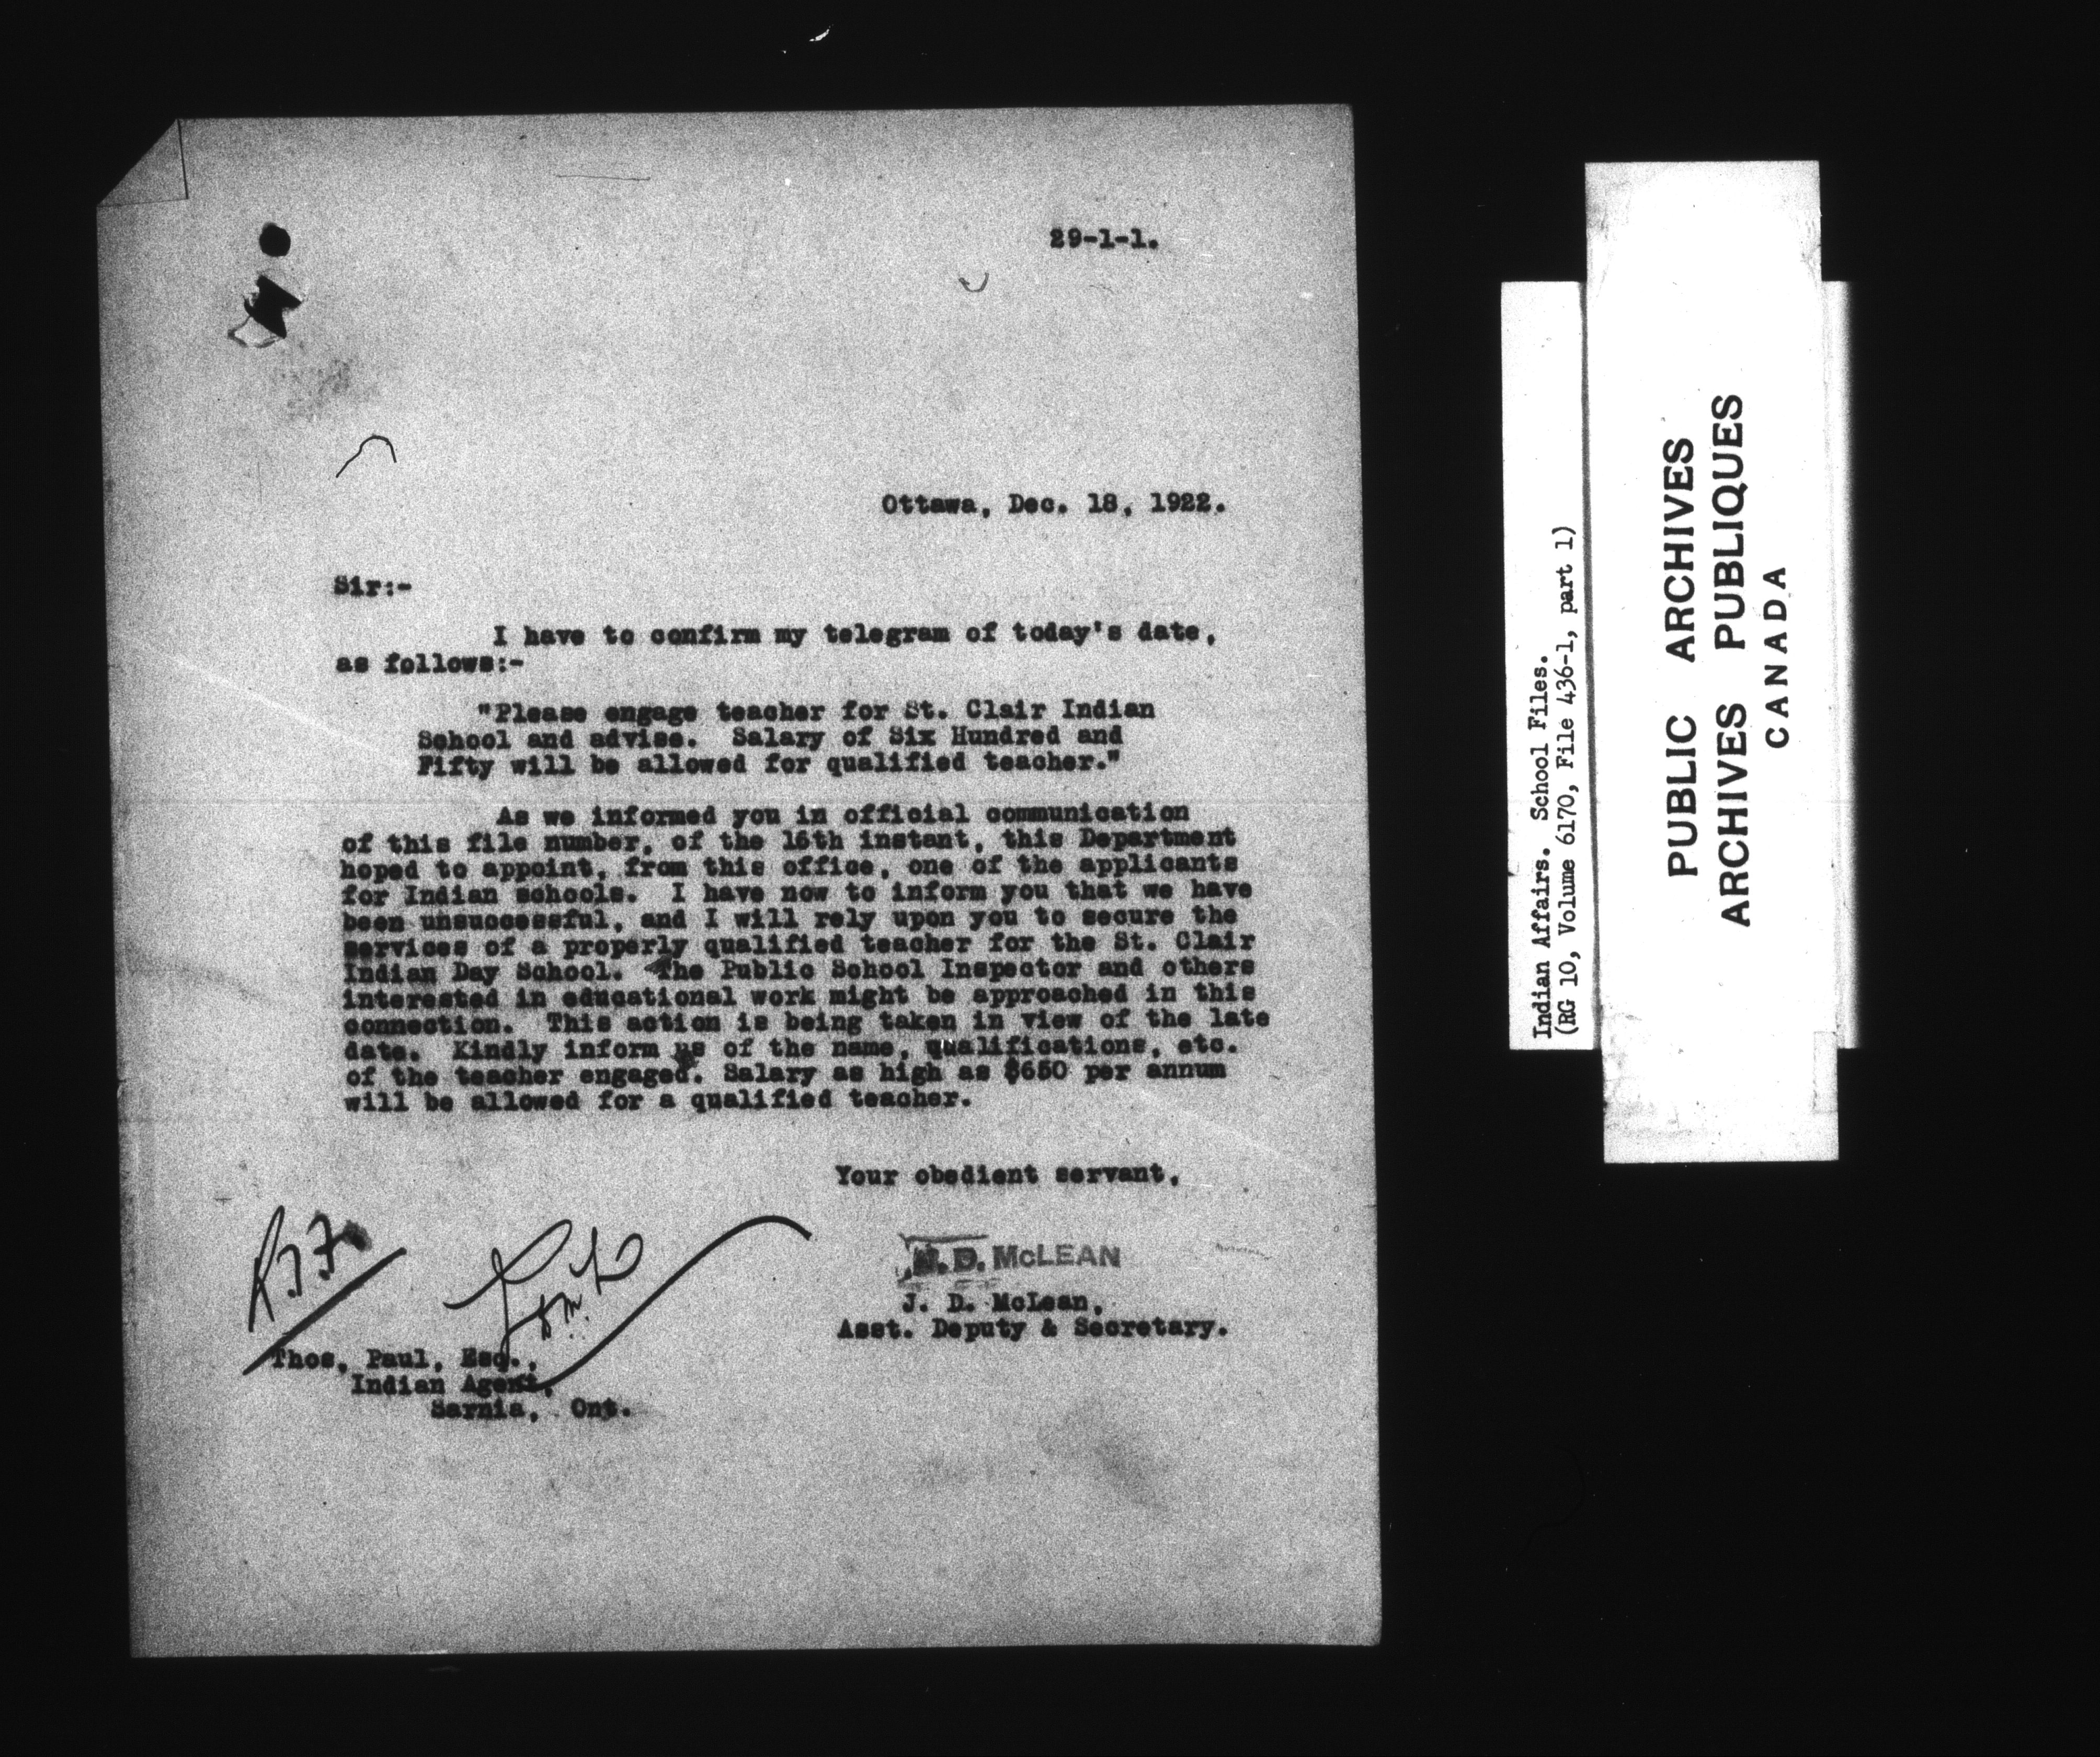 29-1-1.
Ottawa, Dec. 18, 1922.
Sir:-
I have to confirm my telegram of today's date,
as follows:-
"Please engage teacher for St. Clair Indian
School and advise. Salary of Six Hundred and
Fifty will be allowed for qualified teacher."
As we informed you in official communication
of this file number, of the 16th instant, this Department
hoped to appoint, from this office, one of the applicants
for Indian schools. I have now to inform you that we have
been unsuccessful, and I will rely upon you to secure the
services of a properly qualified teacher for the St. Clair
Indian Day School. The Public School Inspector and others
interested in educational work might be approached in this
connection. This action is being taken in view of the late
date. Kindly inform us of the name, qualifications, etc.
of the teacher engaged. Salary as high as $650 per annum
will be allowed for a qualified teacher.
Your obedient servant,
J. D. McLEAN
J. D. McLean,
Asst. Deputy & Secretary.
Thos. Paul, Esq.,
Indian Agent,
Sarnia, Ont.
Indian Affairs. School Files.
(RG 10, Volume 6170, File 436-1, part 1)
PUBLIC ARCHIVES
ARCHIVES PUBLIQUES
CANADA